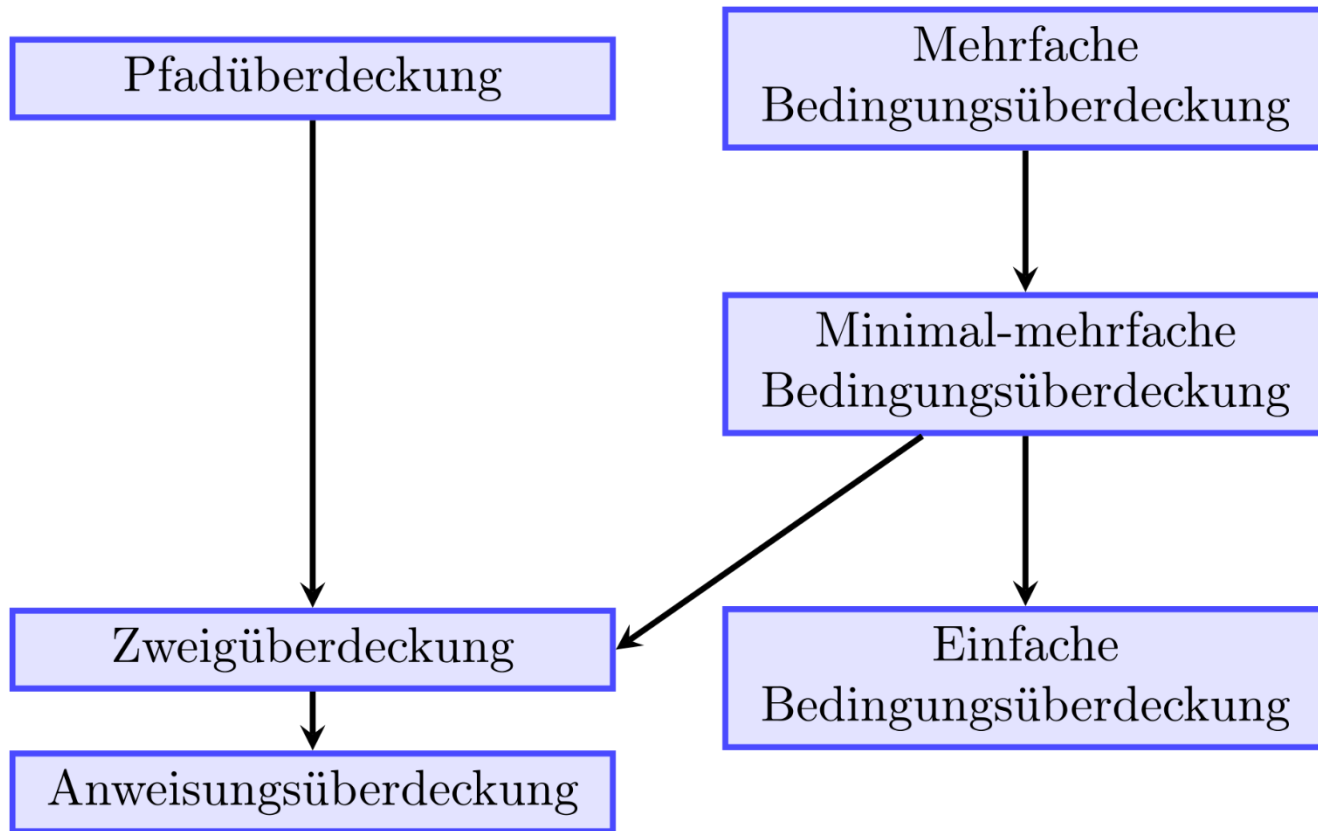 Pfadüberdeckung
Mehrfache
Bedingungsüberdeckung
Minimal-mehrfache
Bedingungsüberdeckung
Zweigüberdeckung
Einfache
Bedingungsüberdeckung
Anweisungsüberdeckung